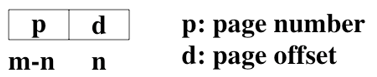 p d
m-n n
p: page number
d: page offset